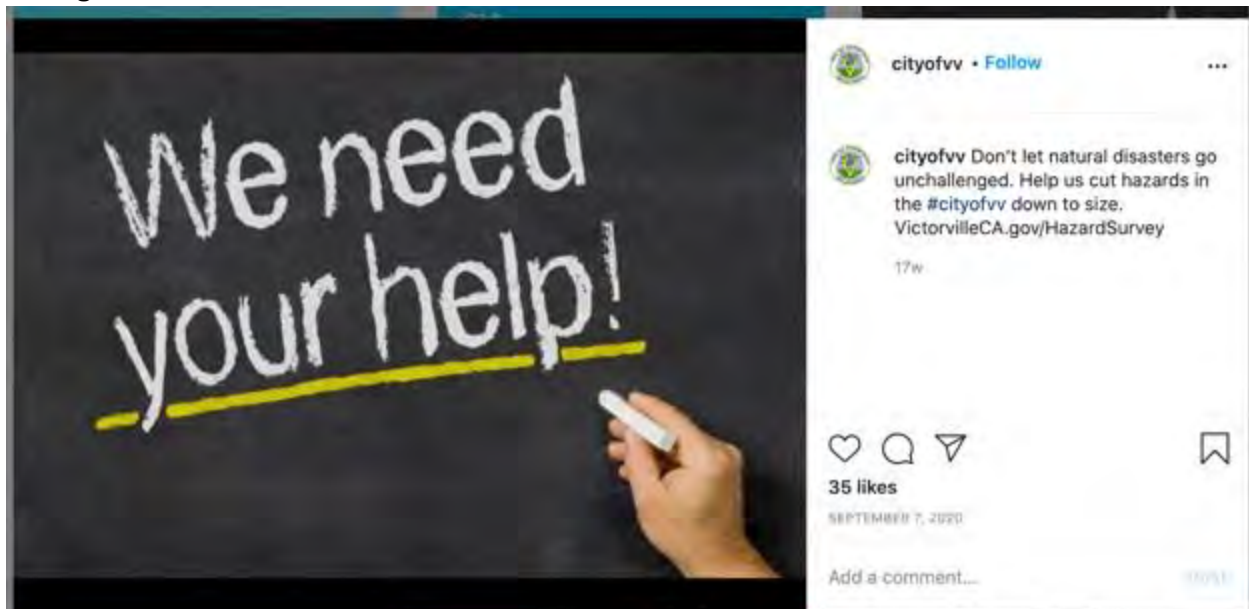 We need
your help!
cityofvv • Follow
cityofvv Don't let natural disasters go
unchallenged. Help us cut hazards in
the #cityofvv down to size.
VictorvilleCA.gov/HazardSurvey
17w
35 likes
SEPTEMBER 7, 2020
Add a comment...